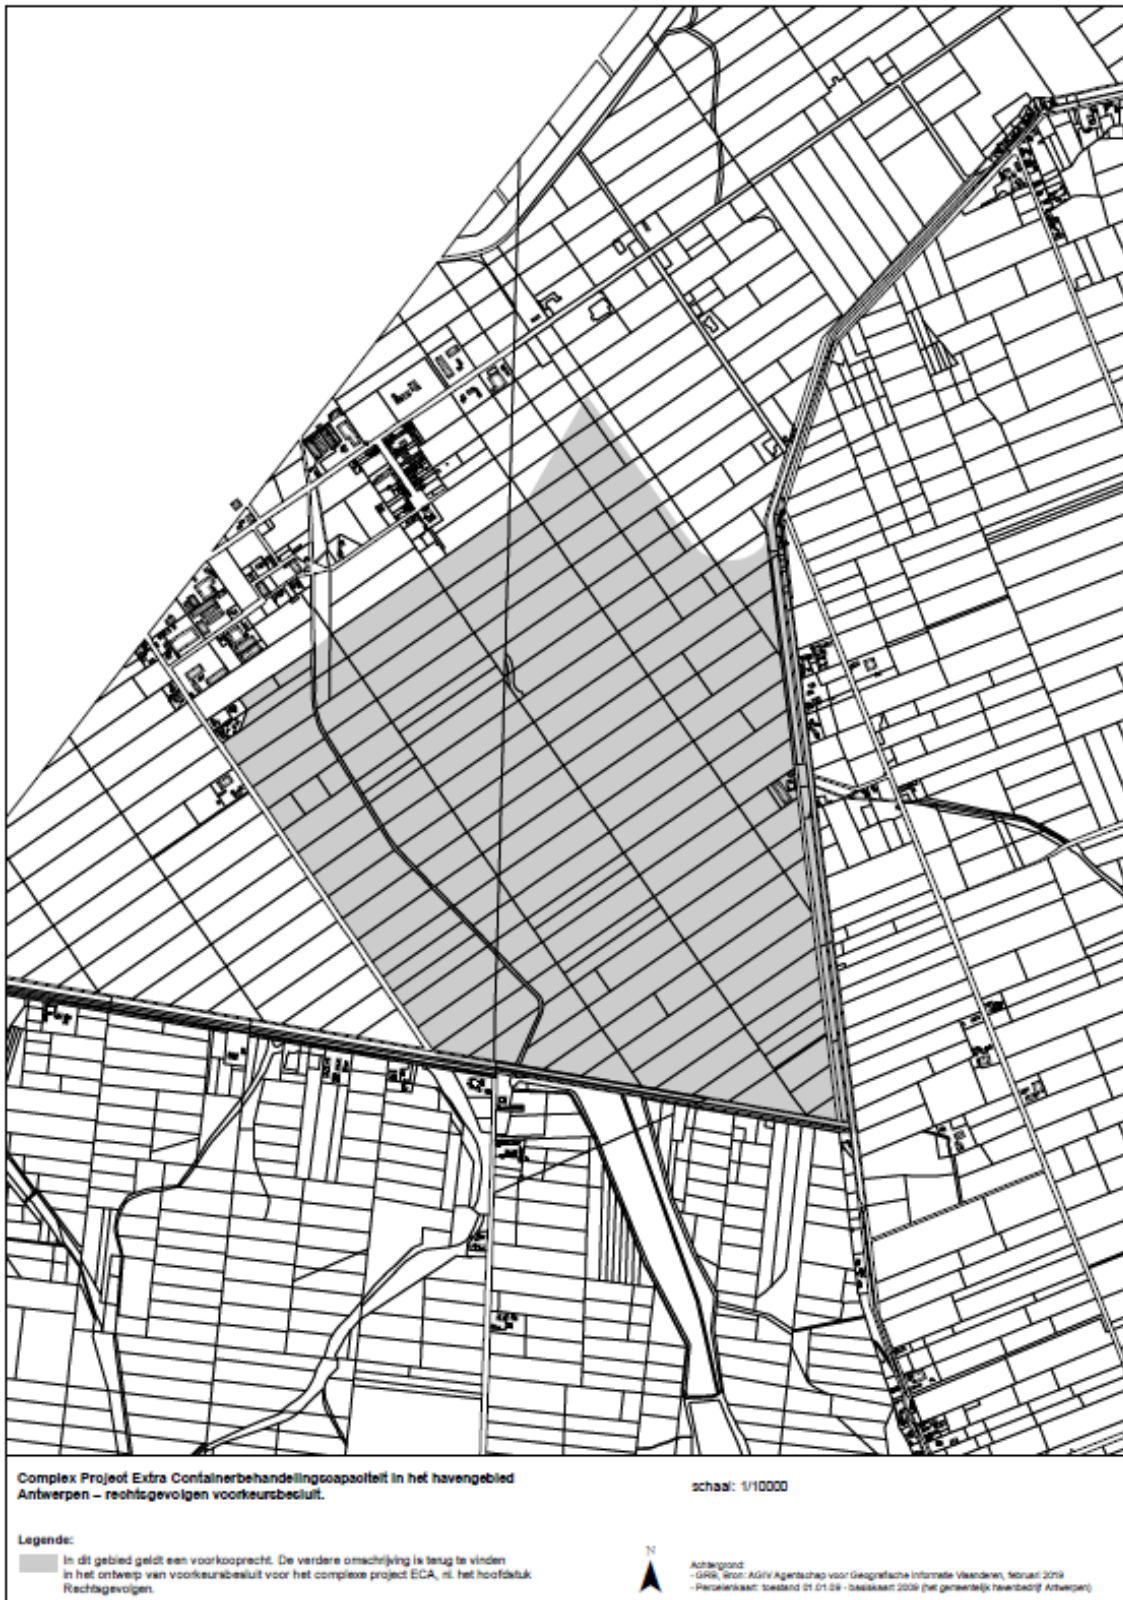 Complex Project Extra Containerbehandelingscapaciteit in het havengebied
Antwerpen – rechtsgevolgen voorkeursbesluit.
schaal: 1/10000
Legende:
In dit gebied geldt een voorkooprecht. De verdere omschrijving is terug te vinden
in het ontwerp van voorkeursbesluit voor het complexe project ECA, nl. het hoofdstuk
Rechtsgevolgen.
N
Achtergrond:
- GRB, Bron: AGIV Agentschap voor Geografische Informatie Vlaanderen, februari 2019
- Percelenkaart: toestand 01.01.09 - basiskaart 2009 (het gemeentelijk havenbedrijf Antwerpen)